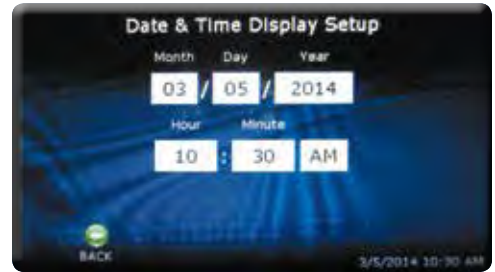 Date & Time Display Setup
Month Day Year
03 / 05 / 2014
Hour Minute
10 : 30 AM
BACK
3/5/2014 10:30 AM